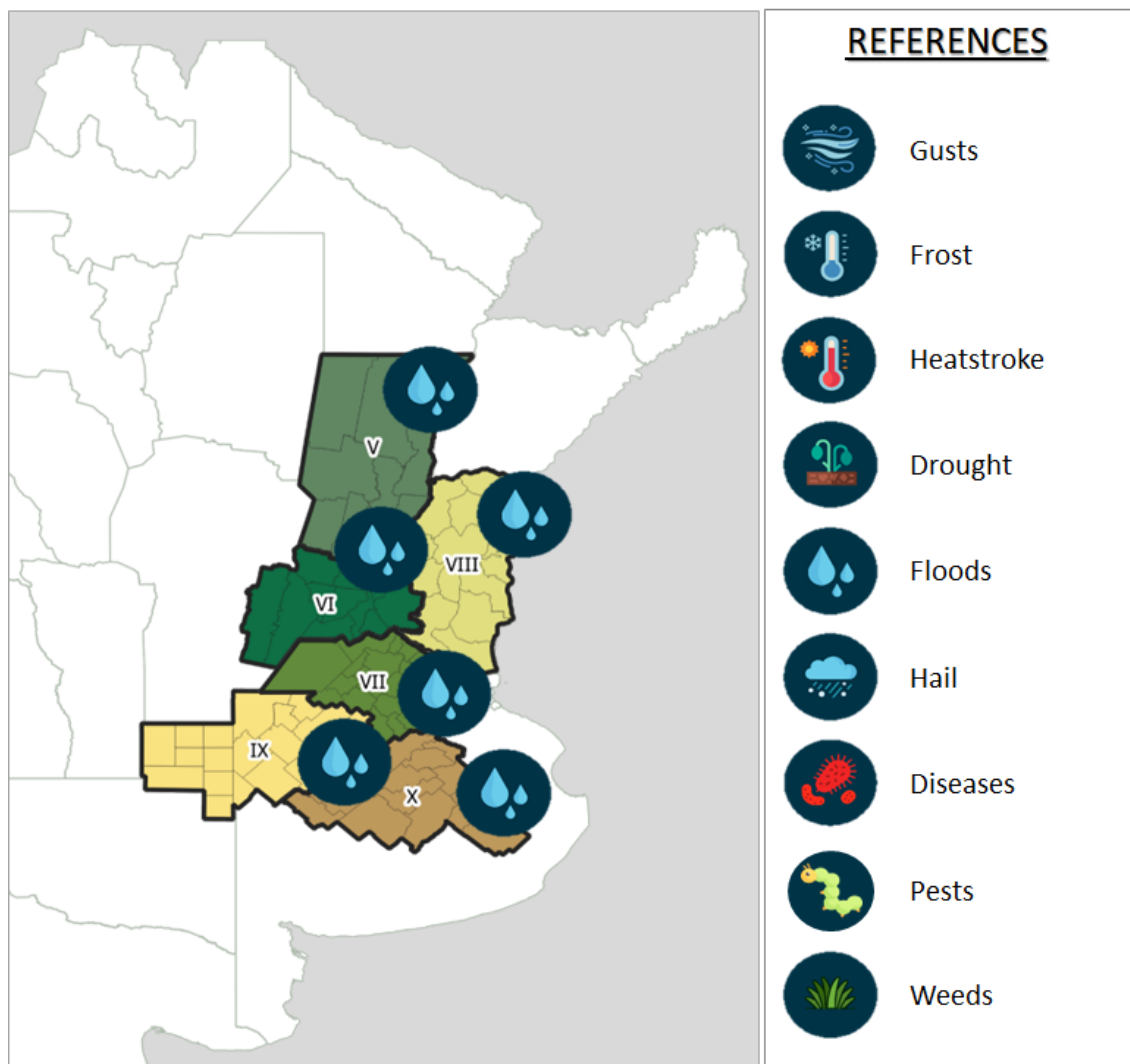 REFERENCES
Gusts
Frost
Heatstroke
Drought
Floods
Hail
Diseases
Pests
Weeds
V
VIII
VI
VII
IX
X